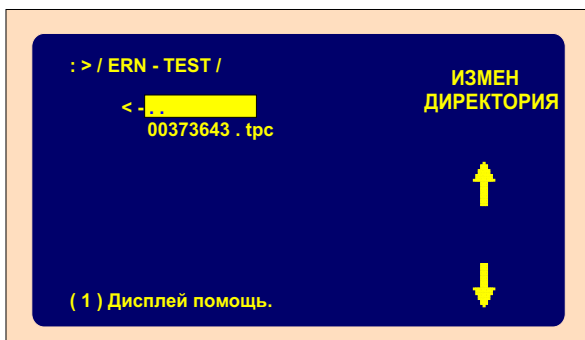 : > / ERN - TEST /
ИЗМЕН
ДИРЕКТОРИЯ
< - . .
00373643 . tpc
( 1 ) Дисплей помощь.